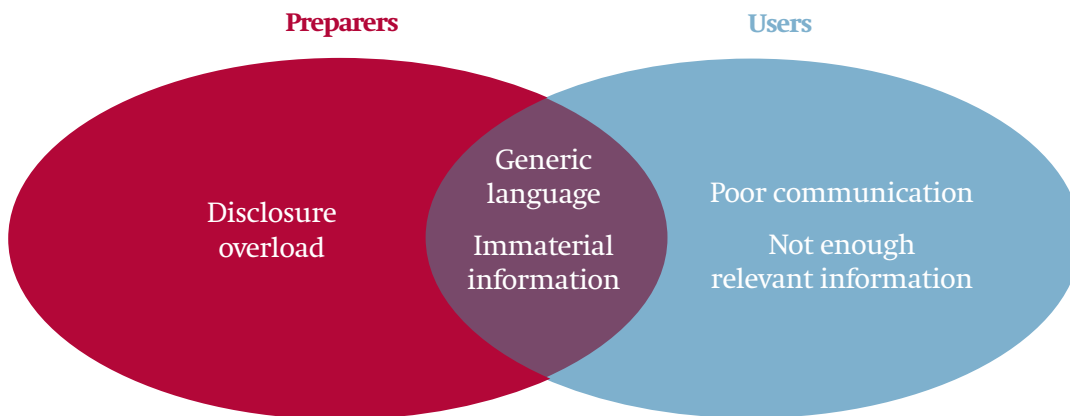 Preparers
Users
Disclosure
overload
Generic
language
Immaterial
information
Poor communication
Not enough
relevant information